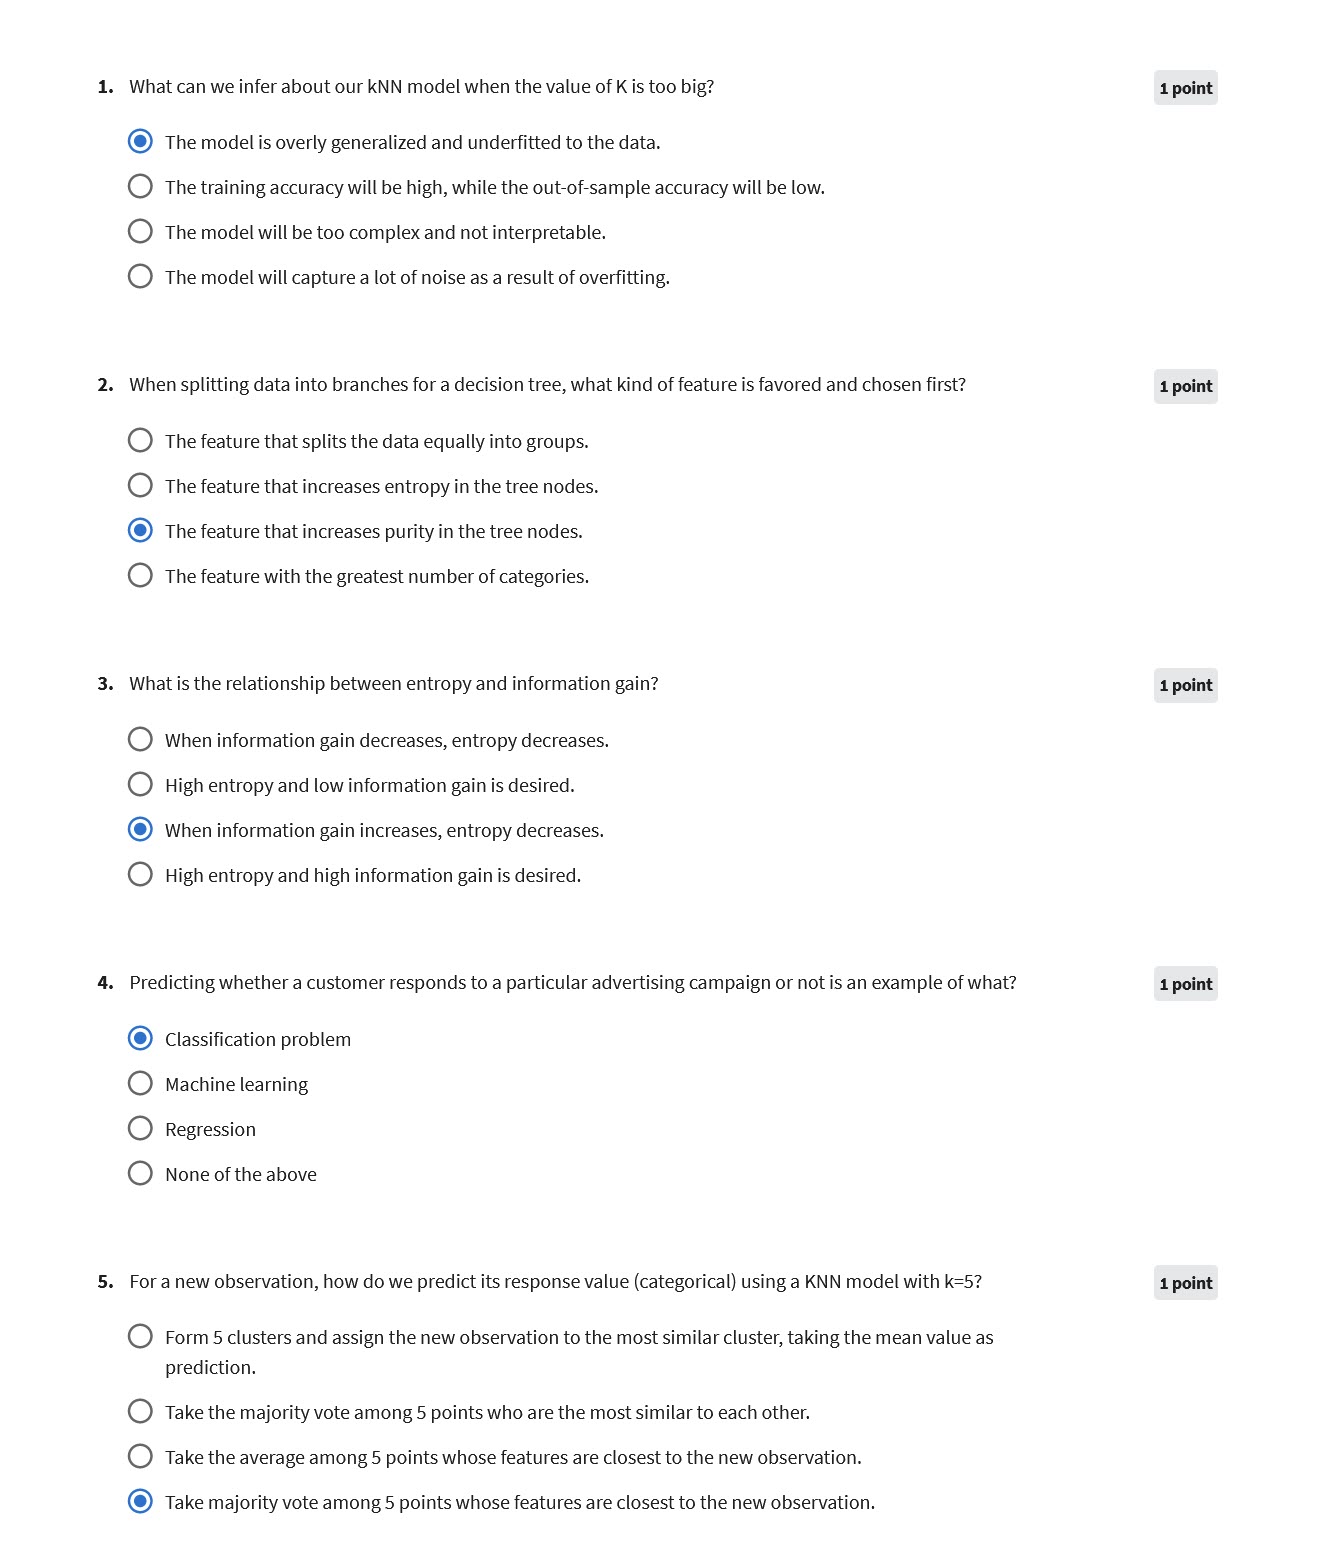 1. What can we infer about our kNN model when the value of K is too big? 1 point
The model is overly generalized and underfitted to the data.
The training accuracy will be high, while the out-of-sample accuracy will be low.
The model will be too complex and not interpretable.
The model will capture a lot of noise as a result of overfitting.
2. When splitting data into branches for a decision tree, what kind of feature is favored and chosen first? 1 point
The feature that splits the data equally into groups.
The feature that increases entropy in the tree nodes.
The feature that increases purity in the tree nodes.
The feature with the greatest number of categories.
3. What is the relationship between entropy and information gain? 1 point
When information gain decreases, entropy decreases.
High entropy and low information gain is desired.
When information gain increases, entropy decreases.
High entropy and high information gain is desired.
4. Predicting whether a customer responds to a particular advertising campaign or not is an example of what? 1 point
Classification problem
Machine learning
Regression
None of the above
5. For a new observation, how do we predict its response value (categorical) using a KNN model with k=5? 1 point
Form 5 clusters and assign the new observation to the most similar cluster, taking the mean value as
prediction.
Take the majority vote among 5 points who are the most similar to each other.
Take the average among 5 points whose features are closest to the new observation.
Take majority vote among 5 points whose features are closest to the new observation.